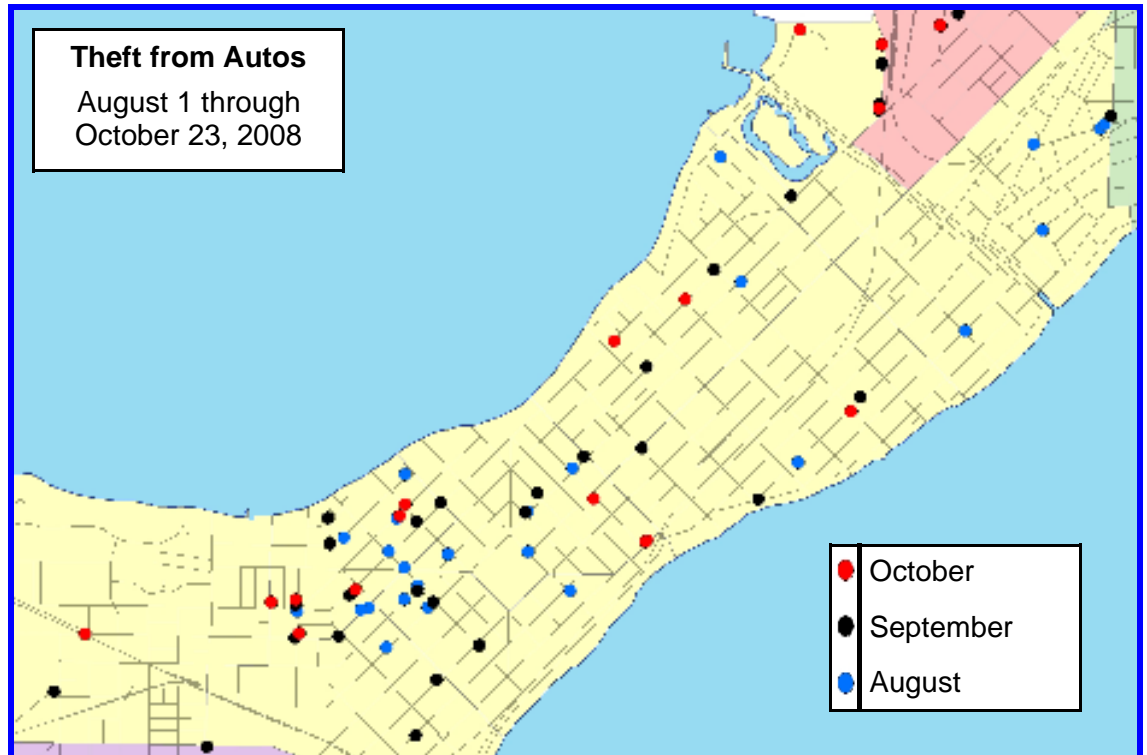 Theft from Autos
August 1 through
October 23, 2008
October
September
August